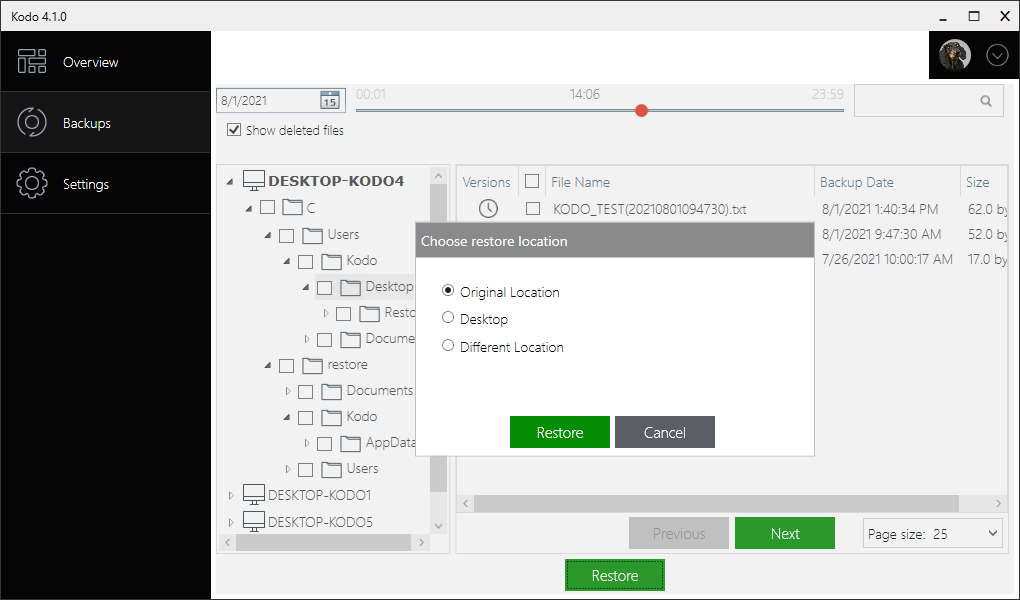 Kodo 4.1.0
Overview
Backups
Settings
8/1/2021
15
00:01
14:06
23:59
Show deleted files
DESKTOP-KODO4
C
Users
Kodo
Desktop
Resto
Docume
restore
Documents
Kodo
AppData
Users
DESKTOP-KODO1
DESKTOP-KODO5
Versions
File Name
Backup Date
Size
KODO_TEST(20210801094730).txt
8/1/2021 1:40:34 PM
62.0 by
8/1/2021 9:47:30 AM
52.0 by
7/26/2021 10:00:17 AM
17.0 by
Choose restore location
Original Location
Desktop
Different Location
Restore
Cancel
Previous
Next
Page size: 25
Restore